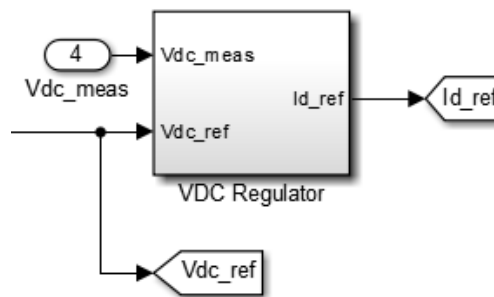 4
Vdc_meas
Vdc_meas
Id_ref
Id_ref
Vdc_ref
VDC Regulator
Vdc_ref